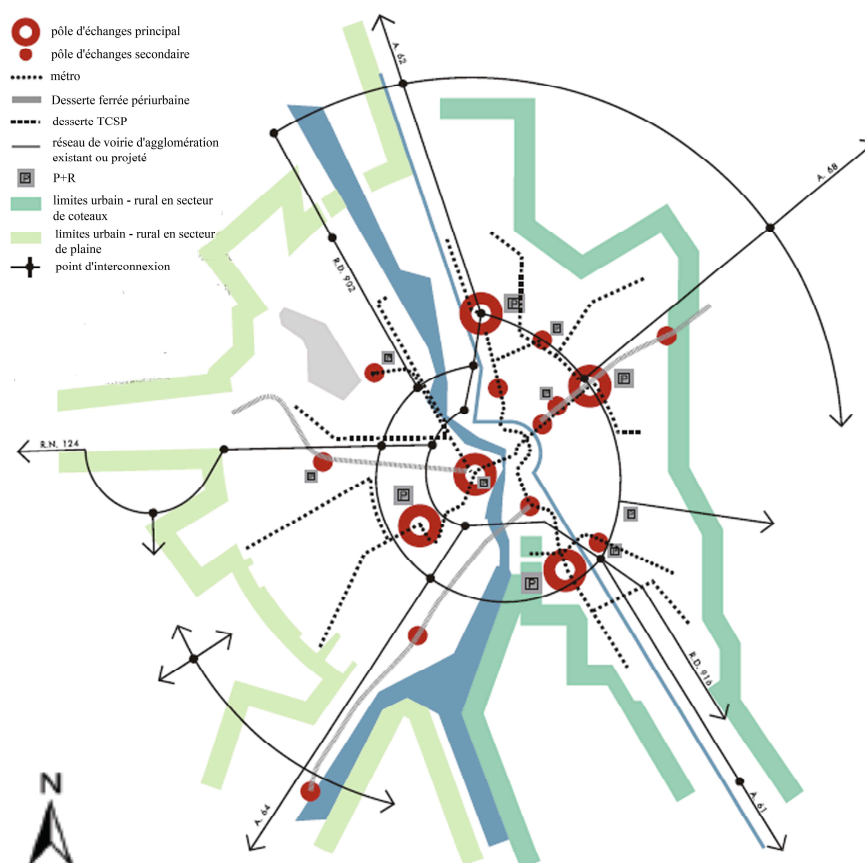 pôle d'échanges principal
pôle d'échanges secondaire
métro
Desserte ferrée périurbaine
desserte TCSP
réseau de voirie d'agglomération
existant ou projeté
P+R
limites urbain - rural en secteur
de coteaux
limites urbain - rural en secteur
de plaine
point d'interconnexion
A. 62
A. 68
R.D. 902
P
P
P
P
P
R.N. 124
P
P
P
P
P
P
R.D. 916
A. 64
A. 61
N